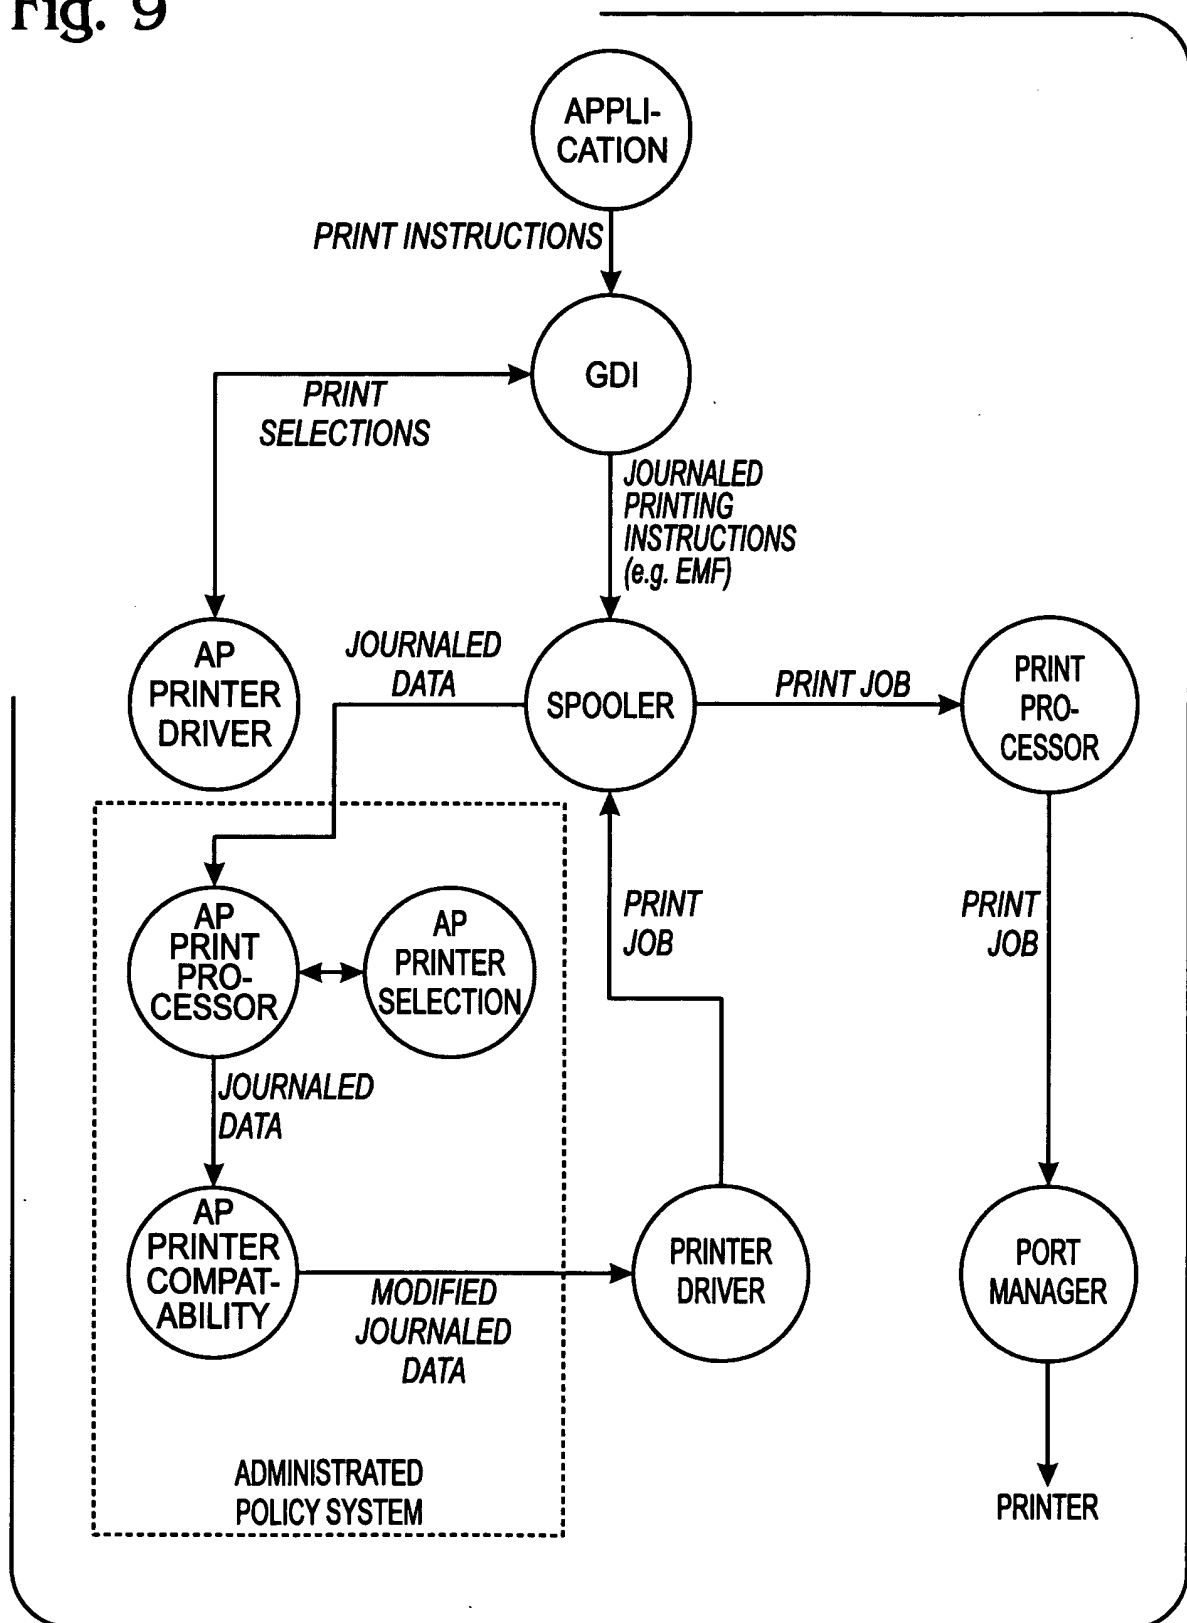 Fig. 9
APPLI-
CATION
PRINT INSTRUCTIONS
GDI
PRINT
SELECTIONS
JOURNALED
PRINTING
INSTRUCTIONS
(e.g. EMF)
AP
PRINTER
DRIVER
JOURNALED
DATA
SPOOLER
PRINT JOB
PRINT
PRO-
CESSOR
AP
PRINT
PRO-
CESSOR
AP
PRINTER
SELECTION
PRINT
JOB
PRINT
JOB
JOURNALED
DATA
AP
PRINTER
COMPAT-
ABILITY
MODIFIED
JOURNALED
DATA
PRINTER
DRIVER
PORT
MANAGER
ADMINISTRATED
POLICY SYSTEM
PRINTER